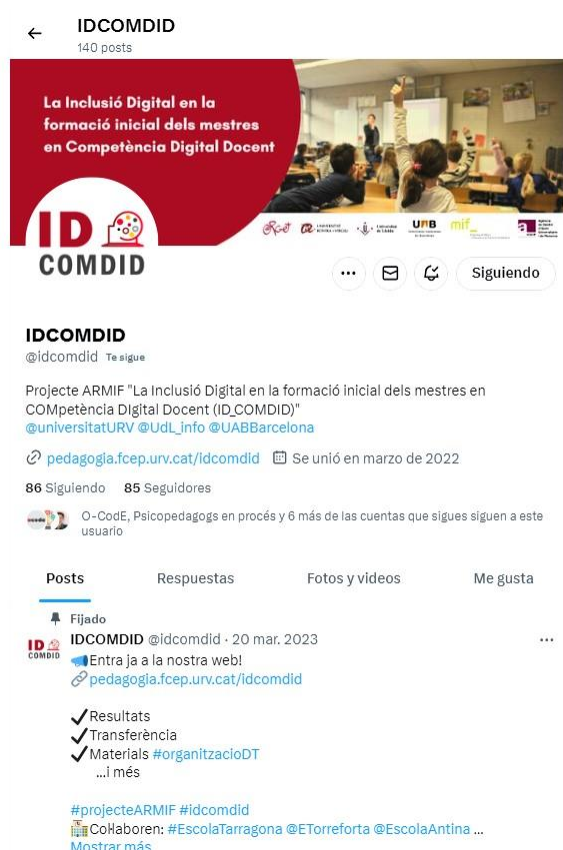 IDCOMDID
140 posts
La Inclusió Digital en la
formació inicial dels mestres
en Competència Digital Docent
ID
COMDID
UAB
mif
Siguiendo
IDCOMDID
@idcomdid Te sigue
Projecte ARMIF "La Inclusió Digital en la formació inicial dels mestres en
COMpetència DIgital Docent (ID_COMDID)"
@universitatURV @UdL_info @UABBarcelona
pedagogia.fcep.urv.cat/idcomdid Se unió en marzo de 2022
86 Siguiendo 85 Seguidores
O-CodE, Psicopedagogs en procés y 6 más de las cuentas que sigues siguen a este
usuario
Posts Respuestas Fotos y videos Me gusta
Fijado
IDCOMDID @idcomdid · 20 mar. 2023
ID
COMDID
Entra ja a la nostra web!
pedagogia.fcep.urv.cat/idcomdid
Resultats
Transferència
Materials #organitzacioDT
...i més
#projecteARMIF #idcomdid
Col·laboren: #EscolaTarragona @ETorreforta @EscolaAntina ...
Mostrar más